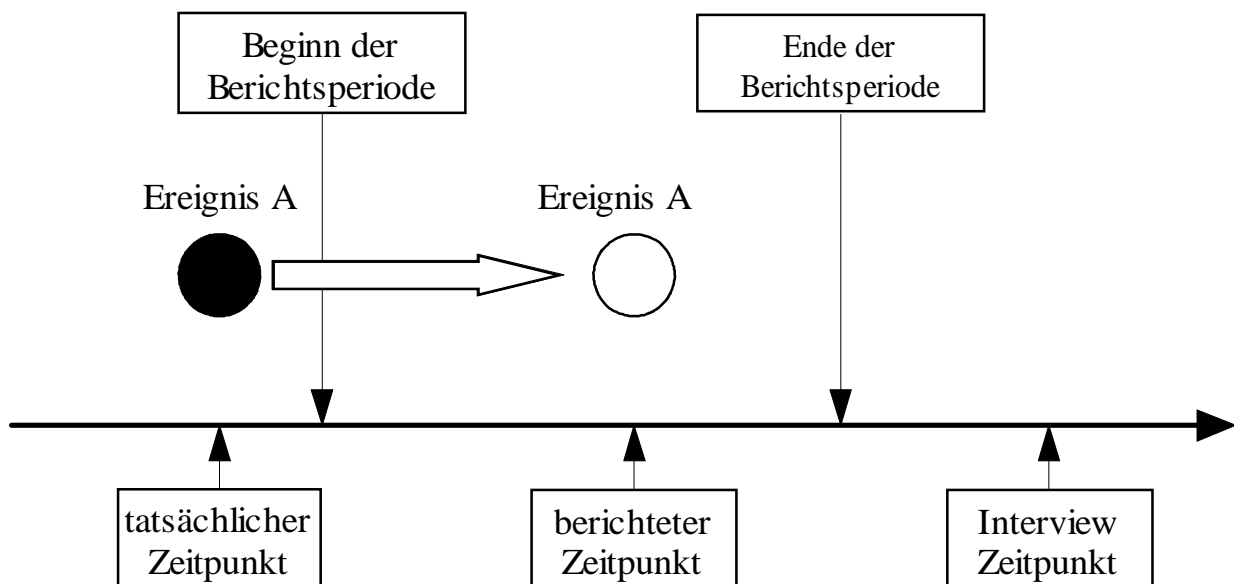 Beginn der
Berichtsperiode
Ende der
Berichtsperiode
Ereignis A
Ereignis A
tatsächlicher
Zeitpunkt
berichteter
Zeitpunkt
Interview
Zeitpunkt